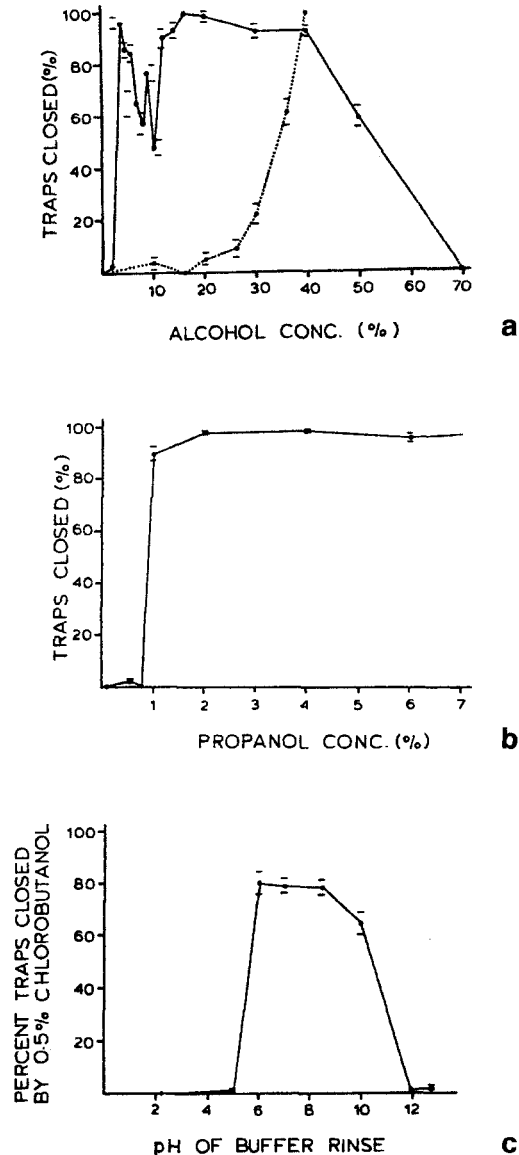 100
80
60
40
20
TRAPS CLOSED(%)
10 20 30 40 50 60 70
ALCOHOL CONC. (%)
a
100
80
60
40
20
TRAPS CLOSED (%)
1 2 3 4 5 6 7
PROPANOL CONC. (%)
b
100
80
60
40
20
PERCENT TRAPS CLOSED
BY 0·5% CHLOROBUTANOL
2 4 6 8 10 12
pH OF BUFFER RINSE
c